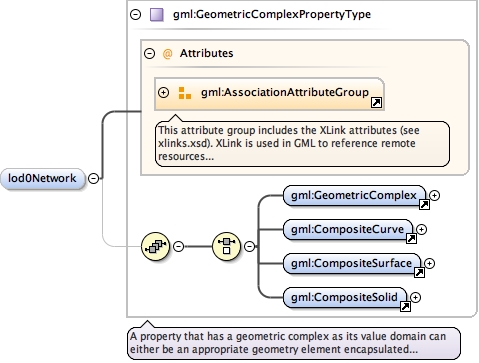 gml:GeometricComplexPropertyType
@ Attributes
gml:AssociationAttributeGroup
This attribute group includes the XLink attributes (see
xlinks.xsd). XLink is used in GML to reference remote
resources...
lod0Network
gml:GeometricComplex
gml:CompositeCurve
gml:CompositeSurface
gml:CompositeSolid
A property that has a geometric complex as its value domain can
either be an appropriate geometry element encapsulated...